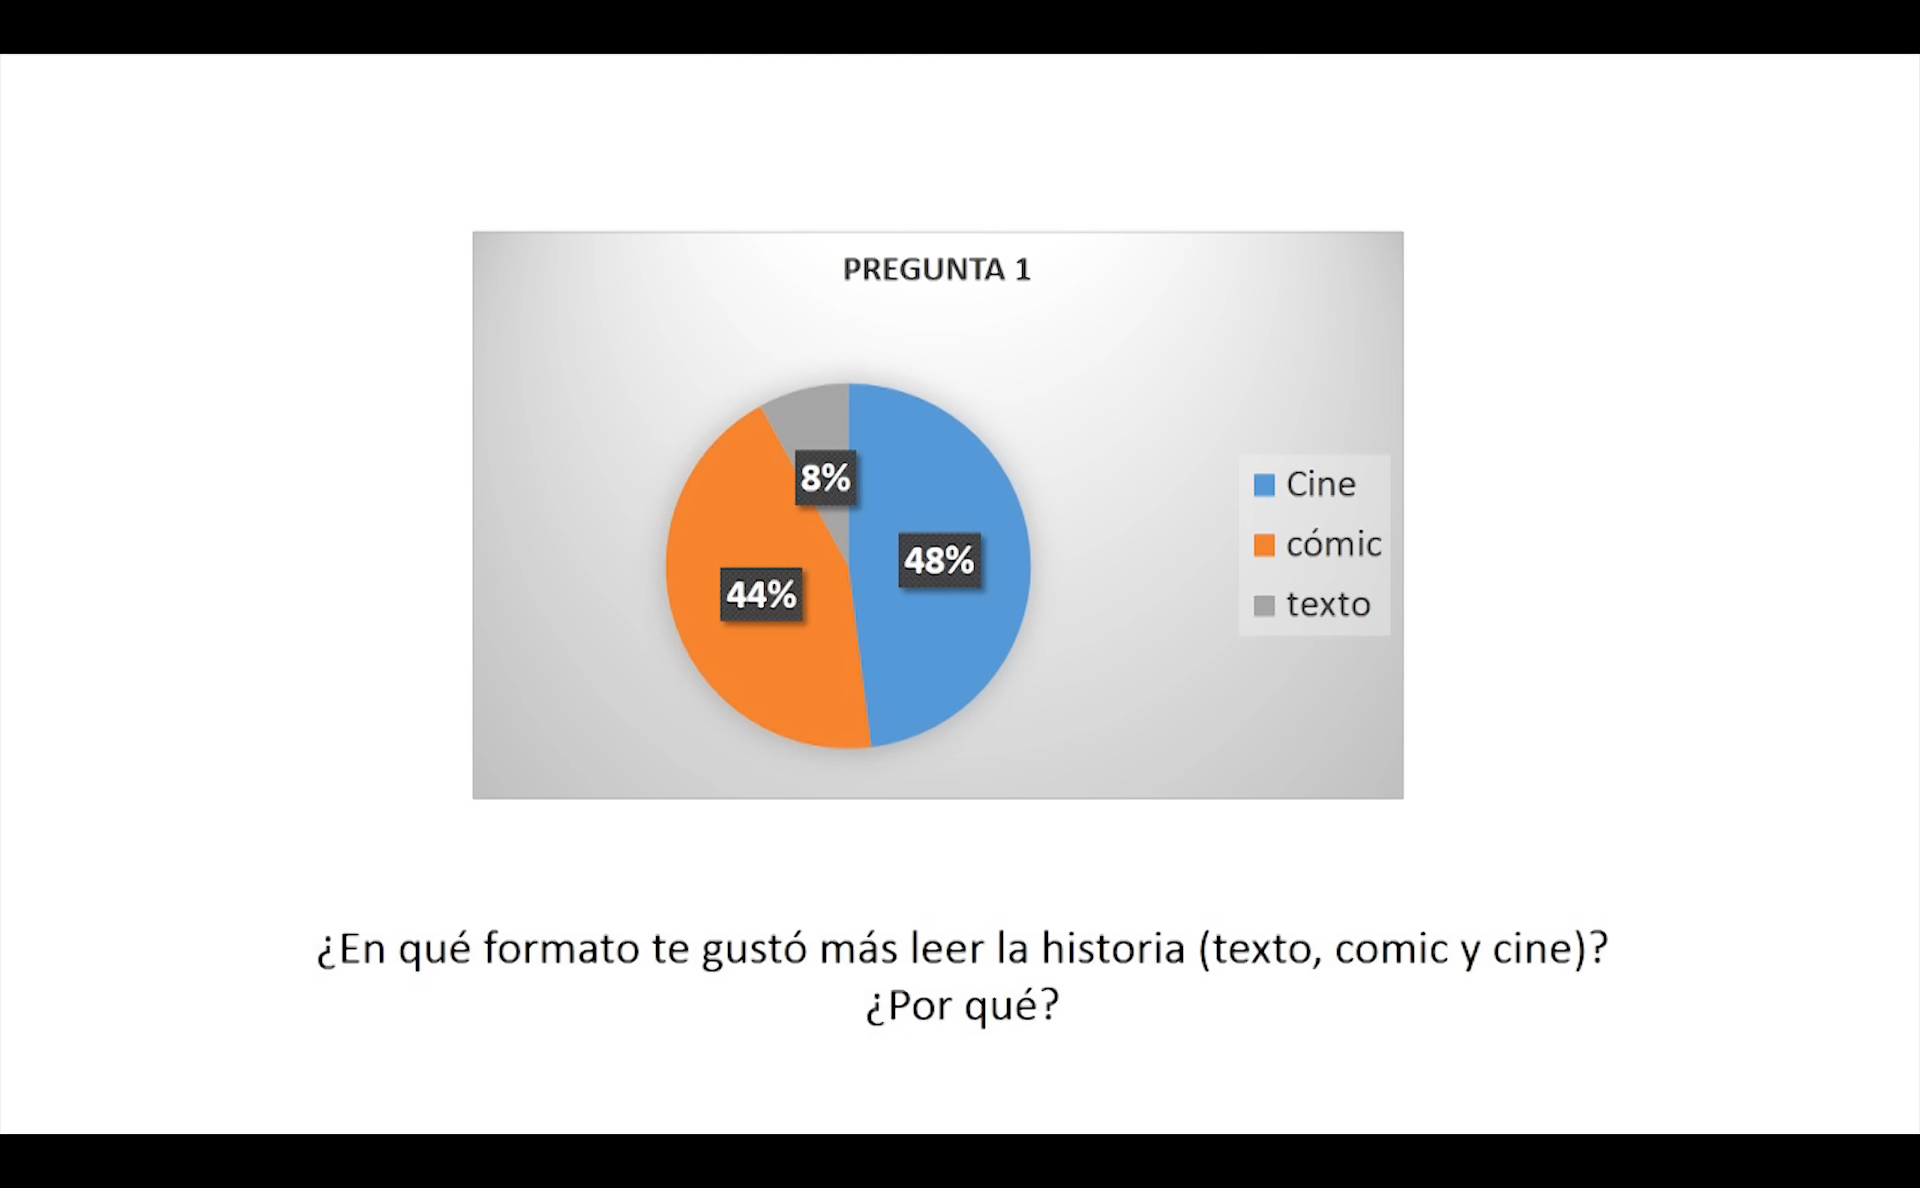 PREGUNTA 1
8%
48%
44%
Cine
cómic
texto
¿En qué formato te gustó más leer la historia (texto, comic y cine)?
¿Por qué?